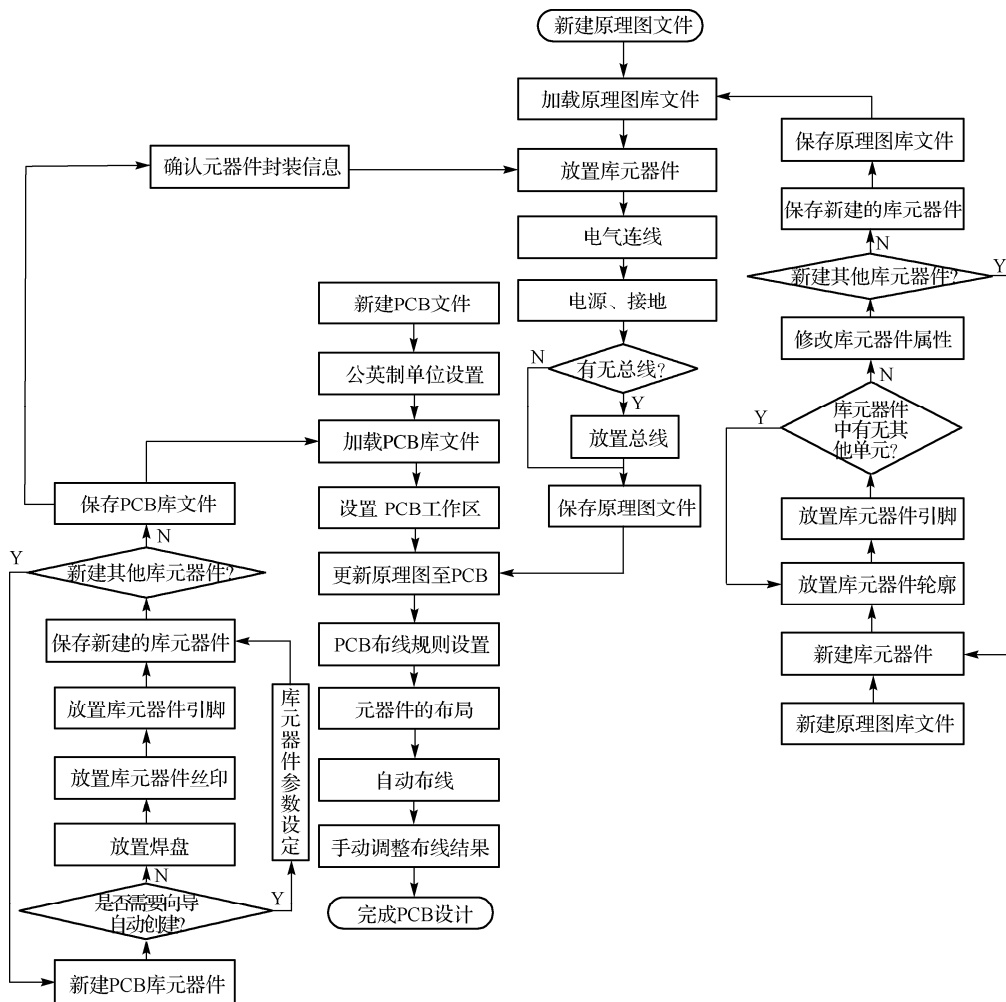 新建原理图文件
加载原理图库文件
放置库元器件
电气连线
电源、接地
有无总线?
N
Y
放置总线
保存原理图文件
确认元器件封装信息
新建PCB文件
公英制单位设置
加载PCB库文件
设置 PCB工作区
更新原理图至PCB
PCB布线规则设置
元器件的布局
自动布线
手动调整布线结果
完成PCB设计
保存PCB库文件
N
Y
新建其他库元器件?
保存新建的库元器件
放置库元器件引脚
放置库元器件丝印
放置焊盘
N
Y
是否需要向导
自动创建?
新建PCB库元器件
库元器件参数设定
保存原理图库文件
保存新建的库元器件
N
Y
新建其他库元器件?
修改库元器件属性
N
Y
库元器件
中有无其
他单元?
放置库元器件引脚
放置库元器件轮廓
新建库元器件
新建原理图库文件